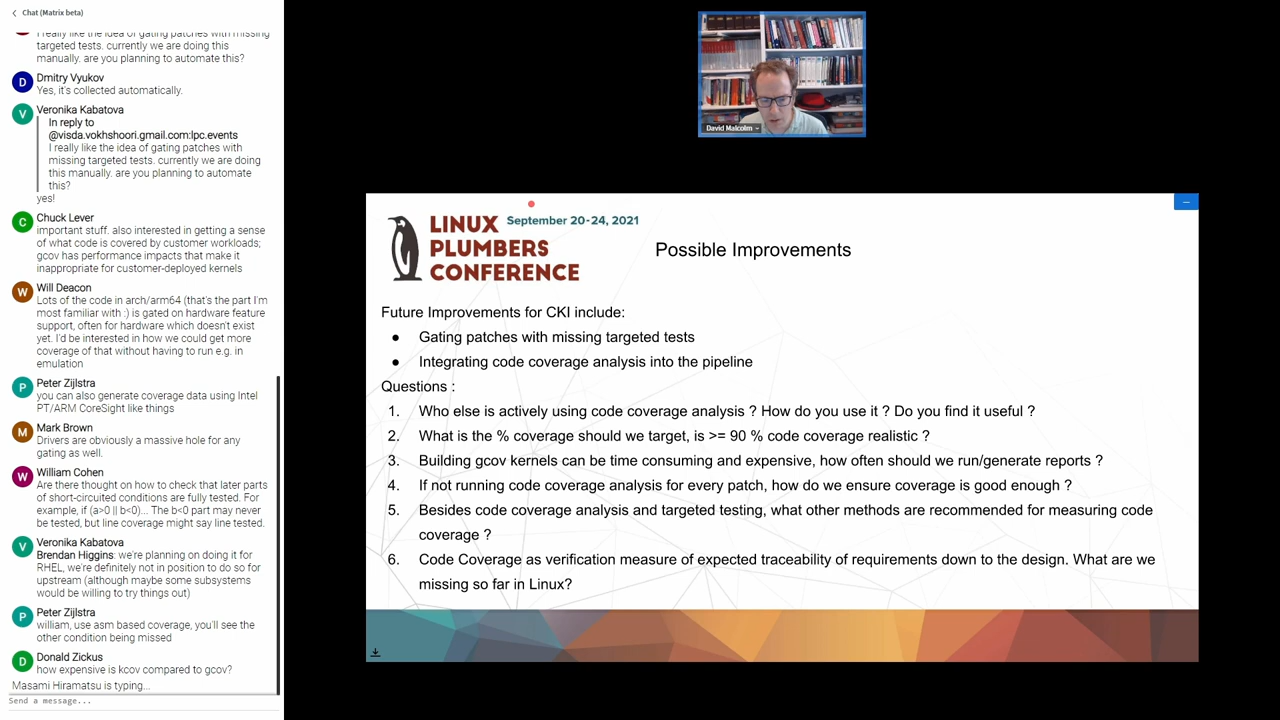 Chat (Matrix beta)
I really like the idea of gating patches with missing
targeted tests. currently we are doing this
manually. are you planning to automate this?
D
Dmitry Vyukov
Yes, it's collected automatically.
V
Veronika Kabatova
In reply to
@visda.vokhshoori.gmail.com:lpc.events
I really like the idea of gating patches with
missing targeted tests. currently we are doing
this manually. are you planning to automate
this?
yes!
C
Chuck Lever
important stuff. also interested in getting a sense
of what code is covered by customer workloads;
gcov has performance impacts that make it
inappropriate for customer-deployed kernels
W
Will Deacon
Lots of the code in arch/arm64 (that's the part I'm
most familiar with :) is gated on hardware feature
support, often for hardware which doesn't exist
yet. I'd be interested in how we could get more
coverage of that without having to run e.g. in
emulation
P
Peter Zijlstra
you can also generate coverage data using Intel
PT/ARM CoreSight like things
M
Mark Brown
Drivers are obviously a massive hole for any
gating as well.
W
William Cohen
Are there thought on how to check that later parts
of short-circuited conditions are fully tested. For
example, if (a>0 || b<0)... The b<0 part may never
be tested, but line coverage might say line tested.
V
Veronika Kabatova
Brendan Higgins: we're planning on doing it for
RHEL, we're definitely not in position to do so for
upstream (although maybe some subsystems
would be willing to try things out)
P
Peter Zijlstra
william, use asm based coverage, you'll see the
other condition being missed
D
Donald Zickus
how expensive is kcov compared to gcov?
Masami Hiramatsu is typing...
Send a message...
David Malcolm
LINUX
PLUMBERS
CONFERENCE
September 20-24, 2021
Possible Improvements
Future Improvements for CKI include:
● Gating patches with missing targeted tests
● Integrating code coverage analysis into the pipeline
Questions :
1. Who else is actively using code coverage analysis ? How do you use it ? Do you find it useful ?
2. What is the % coverage should we target, is >= 90 % code coverage realistic ?
3. Building gcov kernels can be time consuming and expensive, how often should we run/generate reports ?
4. If not running code coverage analysis for every patch, how do we ensure coverage is good enough ?
5. Besides code coverage analysis and targeted testing, what other methods are recommended for measuring code
coverage ?
6. Code Coverage as verification measure of expected traceability of requirements down to the design. What are we
missing so far in Linux?